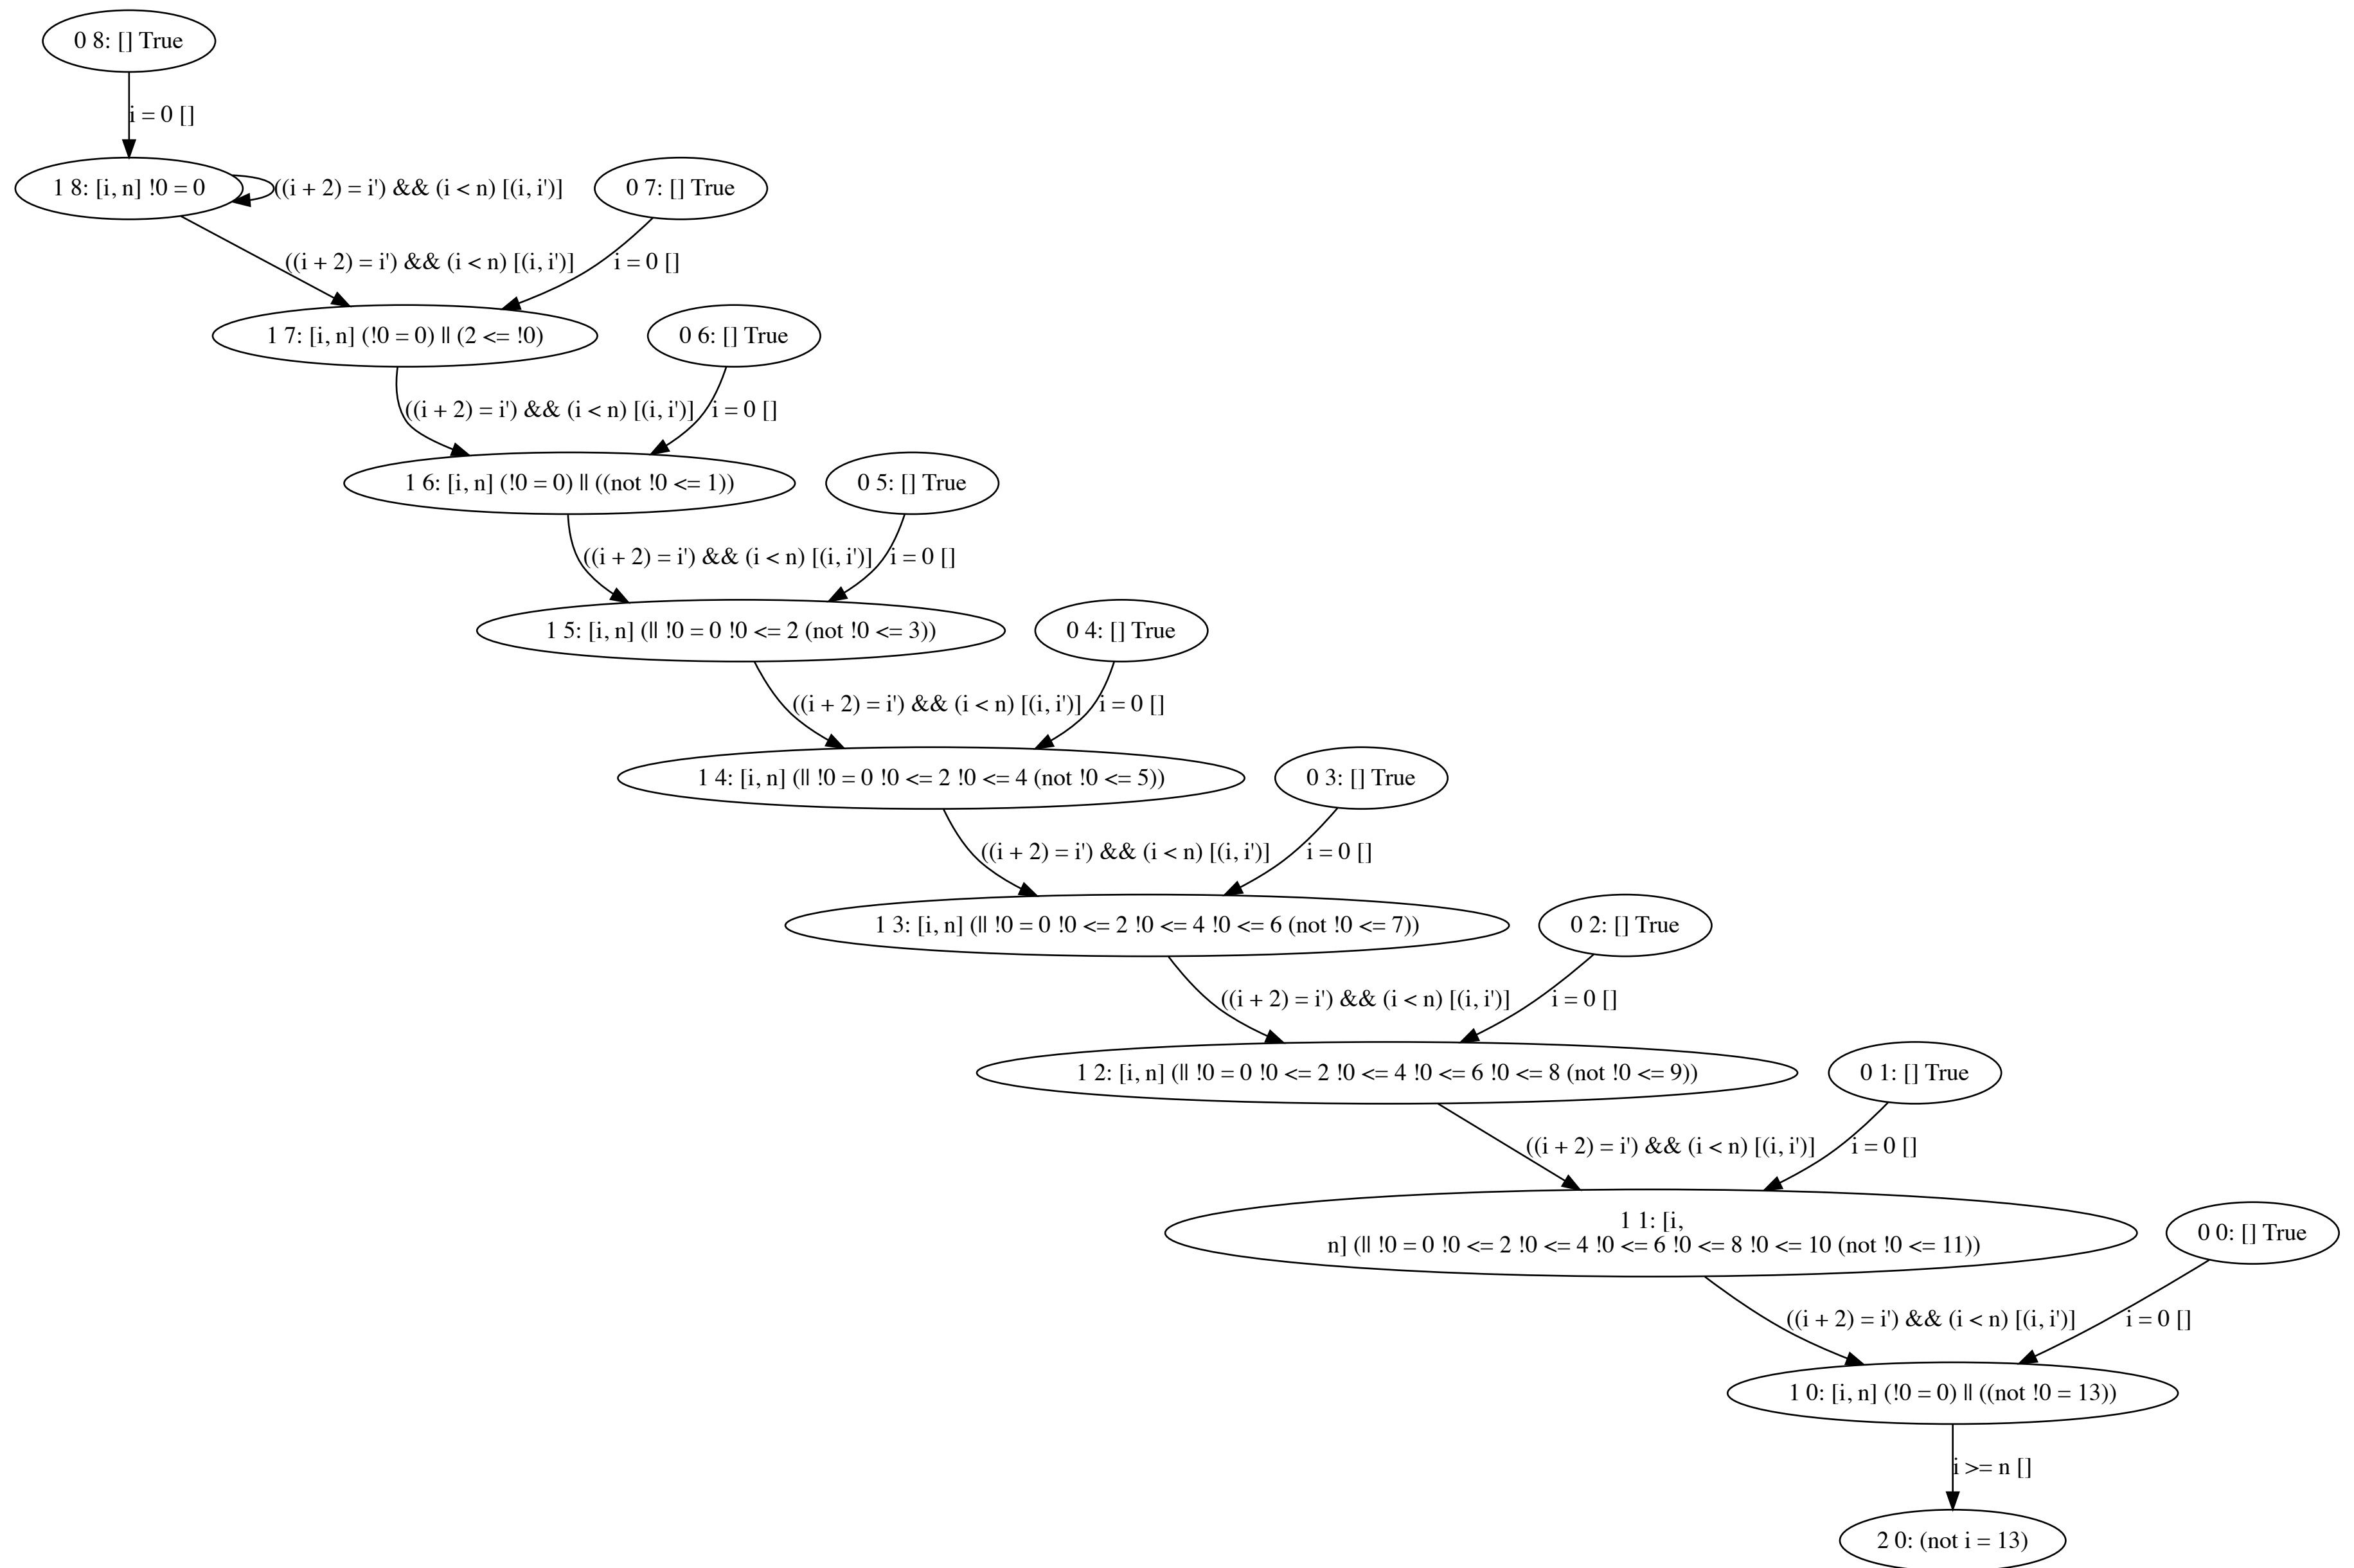 0 8: [] True
i = 0 []
1 8: [i, n] !0 = 0
((i + 2) = i') && (i < n) [(i, i')]
0 7: [] True
((i + 2) = i') && (i < n) [(i, i')]
i = 0 []
1 7: [i, n] (!0 = 0) || (2 <= !0)
0 6: [] True
((i + 2) = i') && (i < n) [(i, i')]
i = 0 []
1 6: [i, n] (!0 = 0) || ((not !0 <= 1))
0 5: [] True
((i + 2) = i') && (i < n) [(i, i')]
i = 0 []
1 5: [i, n] (|| !0 = 0 !0 <= 2 (not !0 <= 3))
0 4: [] True
((i + 2) = i') && (i < n) [(i, i')]
i = 0 []
1 4: [i, n] (|| !0 = 0 !0 <= 2 !0 <= 4 (not !0 <= 5))
0 3: [] True
((i + 2) = i') && (i < n) [(i, i')]
i = 0 []
1 3: [i, n] (|| !0 = 0 !0 <= 2 !0 <= 4 !0 <= 6 (not !0 <= 7))
0 2: [] True
((i + 2) = i') && (i < n) [(i, i')]
i = 0 []
1 2: [i, n] (|| !0 = 0 !0 <= 2 !0 <= 4 !0 <= 6 !0 <= 8 (not !0 <= 9))
0 1: [] True
((i + 2) = i') && (i < n) [(i, i')]
i = 0 []
1 1: [i,
n] (|| !0 = 0 !0 <= 2 !0 <= 4 !0 <= 6 !0 <= 8 !0 <= 10 (not !0 <= 11))
0 0: [] True
((i + 2) = i') && (i < n) [(i, i')]
i = 0 []
1 0: [i, n] (!0 = 0) || ((not !0 = 13))
i >= n []
2 0: (not i = 13)